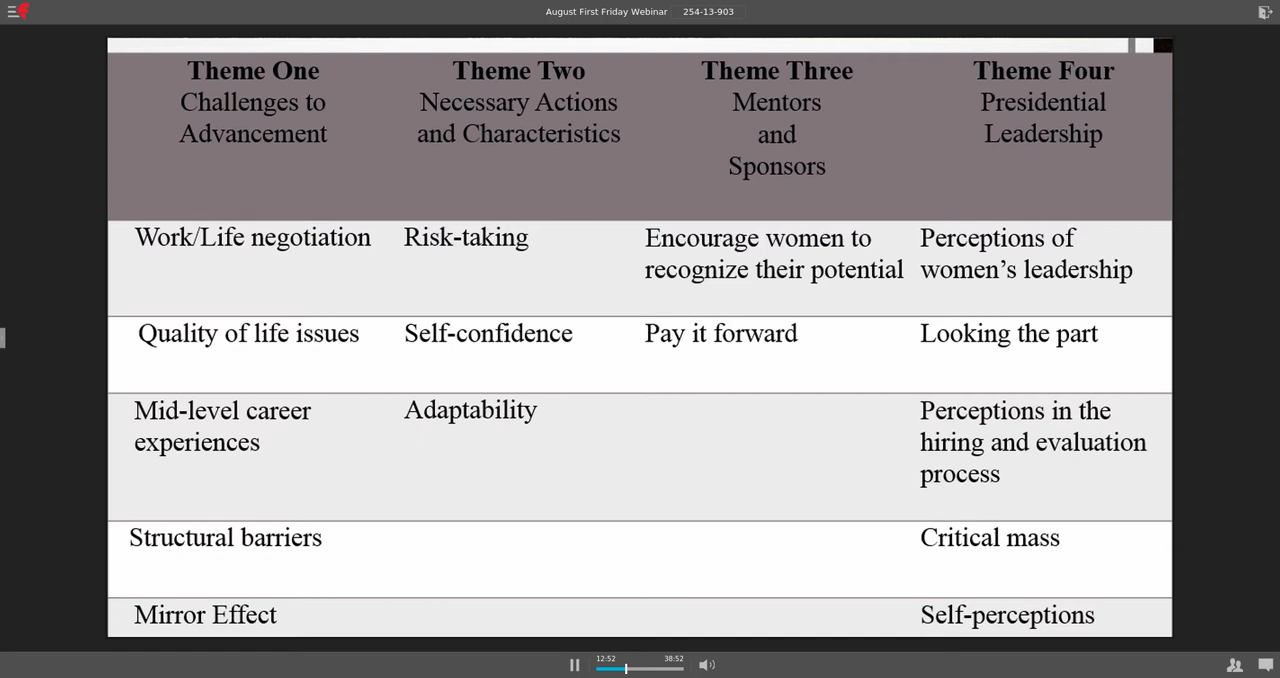 August First Friday Webinar 254-13-903
Theme One
Challenges to
Advancement
Theme Two
Necessary Actions
and Characteristics
Theme Three
Mentors
and
Sponsors
Theme Four
Presidential
Leadership
Work/Life negotiation
Risk-taking
Encourage women to
recognize their potential
Perceptions of
women’s leadership
Quality of life issues
Self-confidence
Pay it forward
Looking the part
Mid-level career
experiences
Adaptability
Perceptions in the
hiring and evaluation
process
Structural barriers
Critical mass
Mirror Effect
Self-perceptions
12:52 38:52